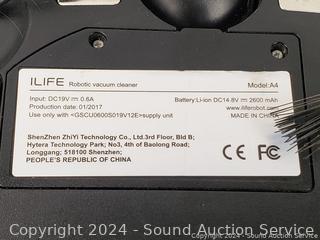 ILIFE Robotic vacuum cleaner Model:A4
Input: DC19V ⎓ 0.6A Battery:Li-ion DC14.8V ⎓ 2600 mAh
Production date: 01/2017 www.iliferobot.com
Use only with <GSCU0600S019V12E>supply unit MADE IN CHINA
ShenZhen ZhiYi Technology Co., Ltd.3rd Floor, Bld B;
Hytera Technology Park; No3, 4th of Baolong Road;
Longgang; 518100 Shenzhen;
PEOPLE'S REPUBLIC OF CHINA
CE FC
Copyright 2024 - Sound Auction Service - Copyright 2024